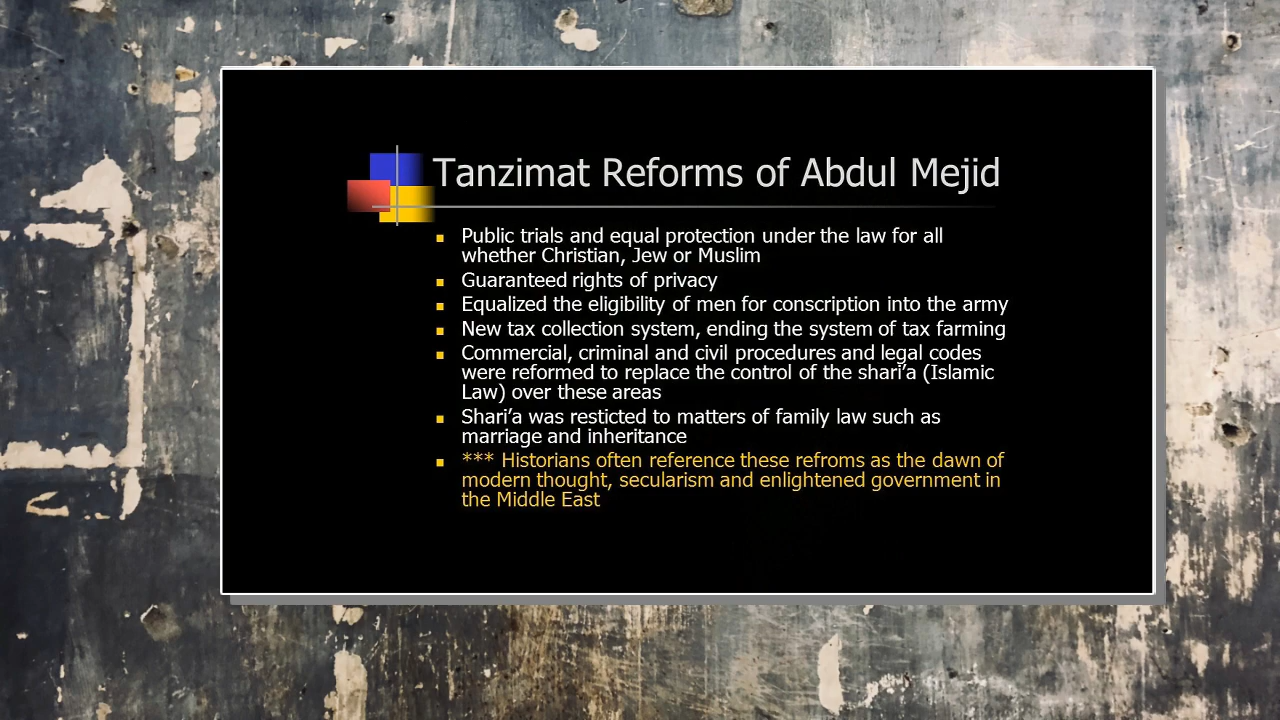 Tanzimat Reforms of Abdul Mejid
Public trials and equal protection under the law for all
whether Christian, Jew or Muslim
Guaranteed rights of privacy
Equalized the eligibility of men for conscription into the army
New tax collection system, ending the system of tax farming
Commercial, criminal and civil procedures and legal codes
were reformed to replace the control of the shari’a (Islamic
Law) over these areas
Shari’a was resticted to matters of family law such as
marriage and inheritance
*** Historians often reference these refroms as the dawn of
modern thought, secularism and enlightened government in
the Middle East